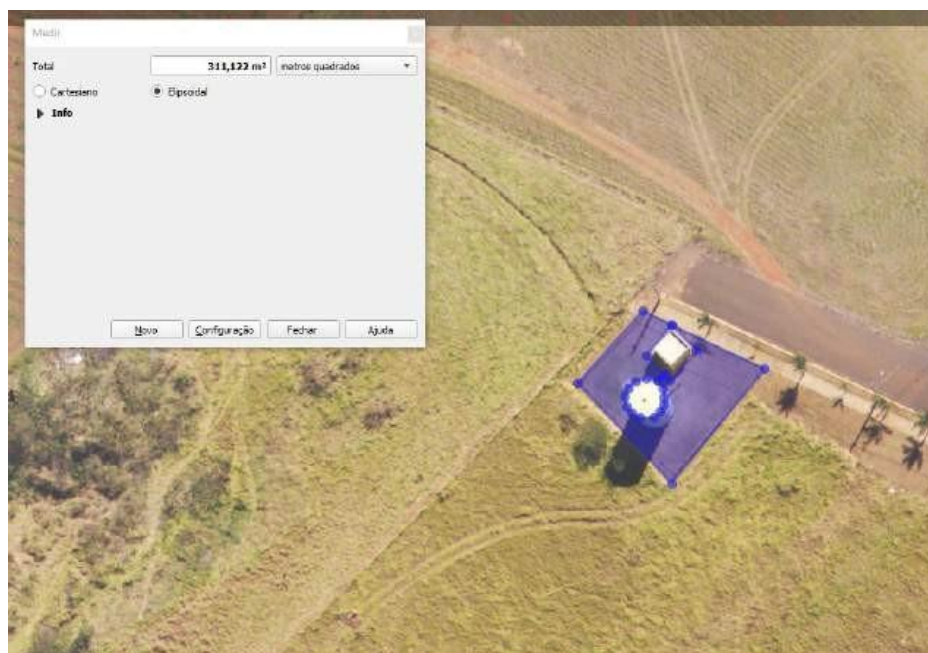 Medir
Total 311,122 m² metros quadrados
Cartesiano Elipsoidal
Info
Novo Configuração Fechar Ajuda